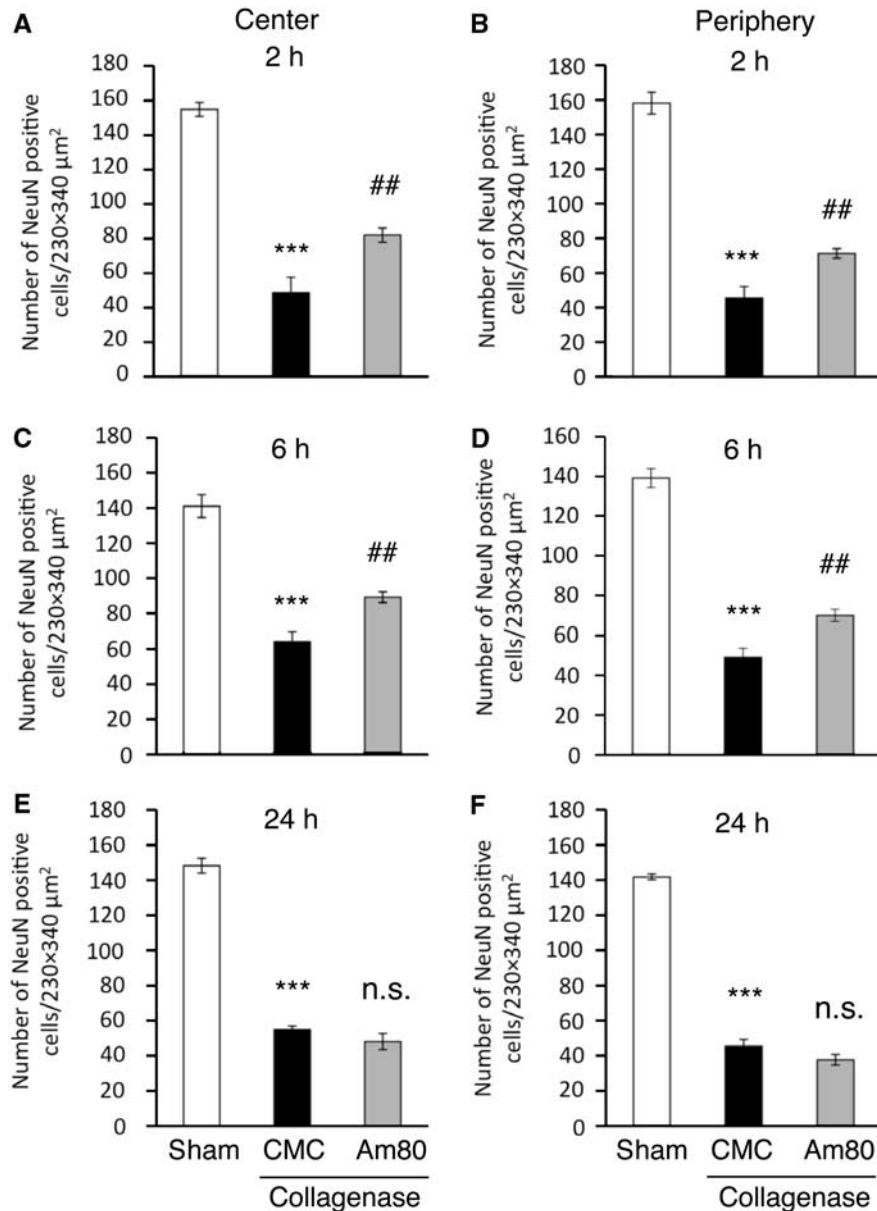 A
Center
2 h
Number of NeuN positive
cells/230×340 μm²
180
160
140
120
100
80
60
40
20
0
***
##
B
Periphery
2 h
Number of NeuN positive
cells/230×340 μm²
180
160
140
120
100
80
60
40
20
0
***
##
C
6 h
Number of NeuN positive
cells/230×340 μm²
180
160
140
120
100
80
60
40
20
0
***
##
D
6 h
Number of NeuN positive
cells/230×340 μm²
160
140
120
100
80
60
40
20
0
***
##
E
24 h
Number of NeuN positive
cells/230×340 μm²
180
160
140
120
100
80
60
40
20
0
***
n.s.
Sham CMC Am80
Collagenase
F
24 h
Number of NeuN positive
cells/230×340 μm²
180
160
140
120
100
80
60
40
20
0
***
n.s.
Sham CMC Am80
Collagenase